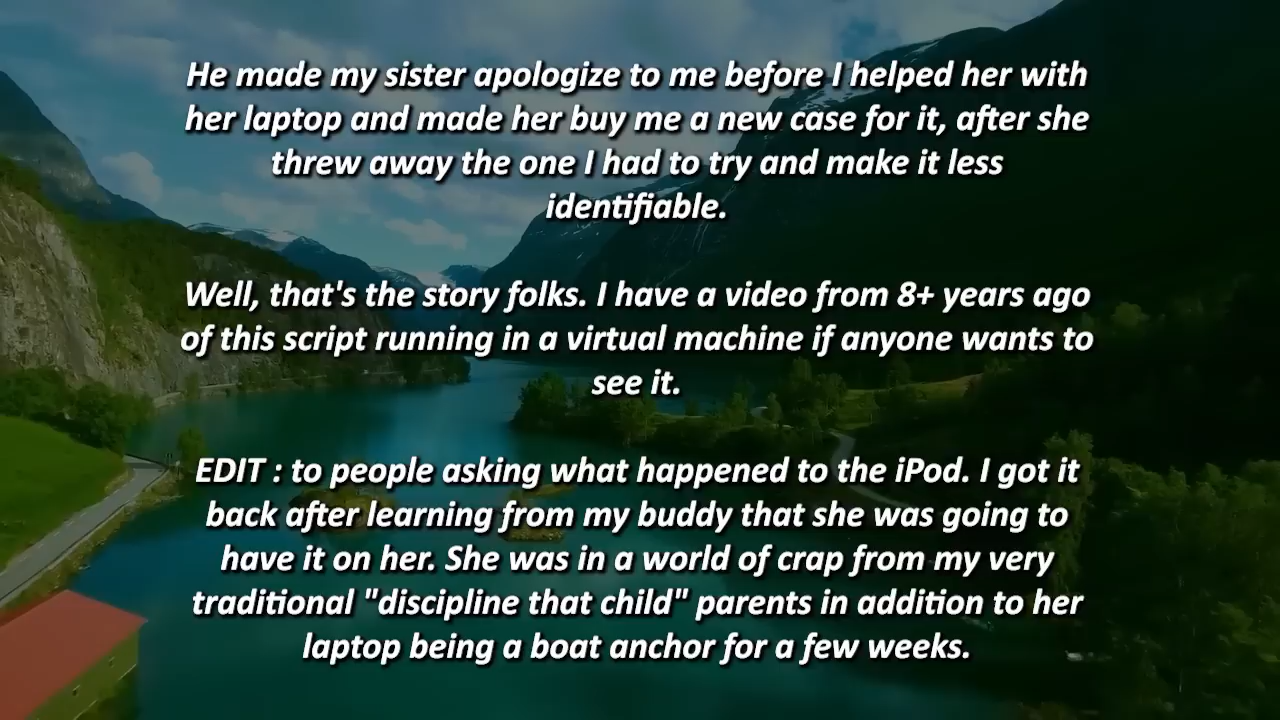 He made my sister apologize to me before I helped her with
her laptop and made her buy me a new case for it, after she
threw away the one I had to try and make it less
identifiable.
Well, that's the story folks. I have a video from 8+ years ago
of this script running in a virtual machine if anyone wants to
see it.
EDIT : to people asking what happened to the iPod. I got it
back after learning from my buddy that she was going to
have it on her. She was in a world of crap from my very
traditional "discipline that child" parents in addition to her
laptop being a boat anchor for a few weeks.